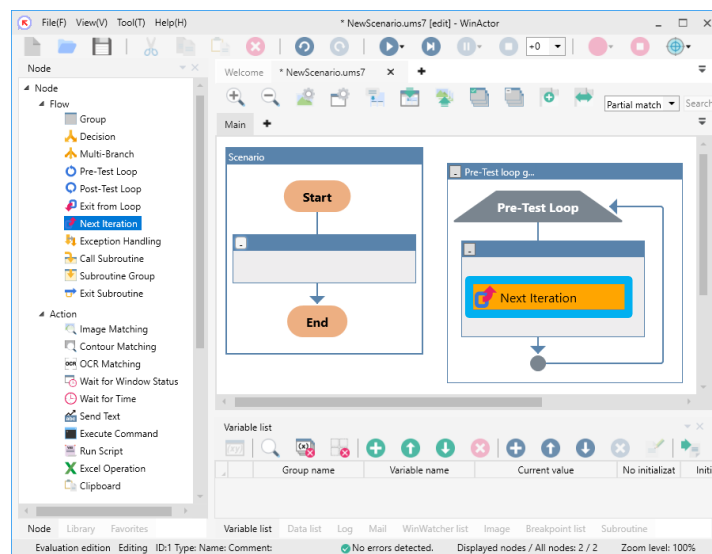 File(F) View(V) Tool(T) Help(H)
* NewScenario.ums7 [edit] - WinActor
+0
Node
Welcome * NewScenario.ums7
Node
Flow
Group
Decision
Multi-Branch
Pre-Test Loop
Post-Test Loop
Exit from Loop
Next Iteration
Exception Handling
Call Subroutine
Subroutine Group
Exit Subroutine
Action
Image Matching
Contour Matching
OCR OCR Matching
Wait for Window Status
Wait for Time
Send Text
Execute Command
Run Script
Excel Operation
Clipboard
Node Library Favorites
Partial match Search
Main
Scenario
Start
End
Pre-Test loop g...
Pre-Test Loop
Next Iteration
Variable list
Group name Variable name Current value No initializat Initi
Variable list Data list Log Mail WinWatcher list Image Breakpoint list Subroutine
Evaluation edition Editing ID:1 Type: Name: Comment: No errors detected. Displayed nodes / All nodes: 2 / 2 Zoom level: 100%